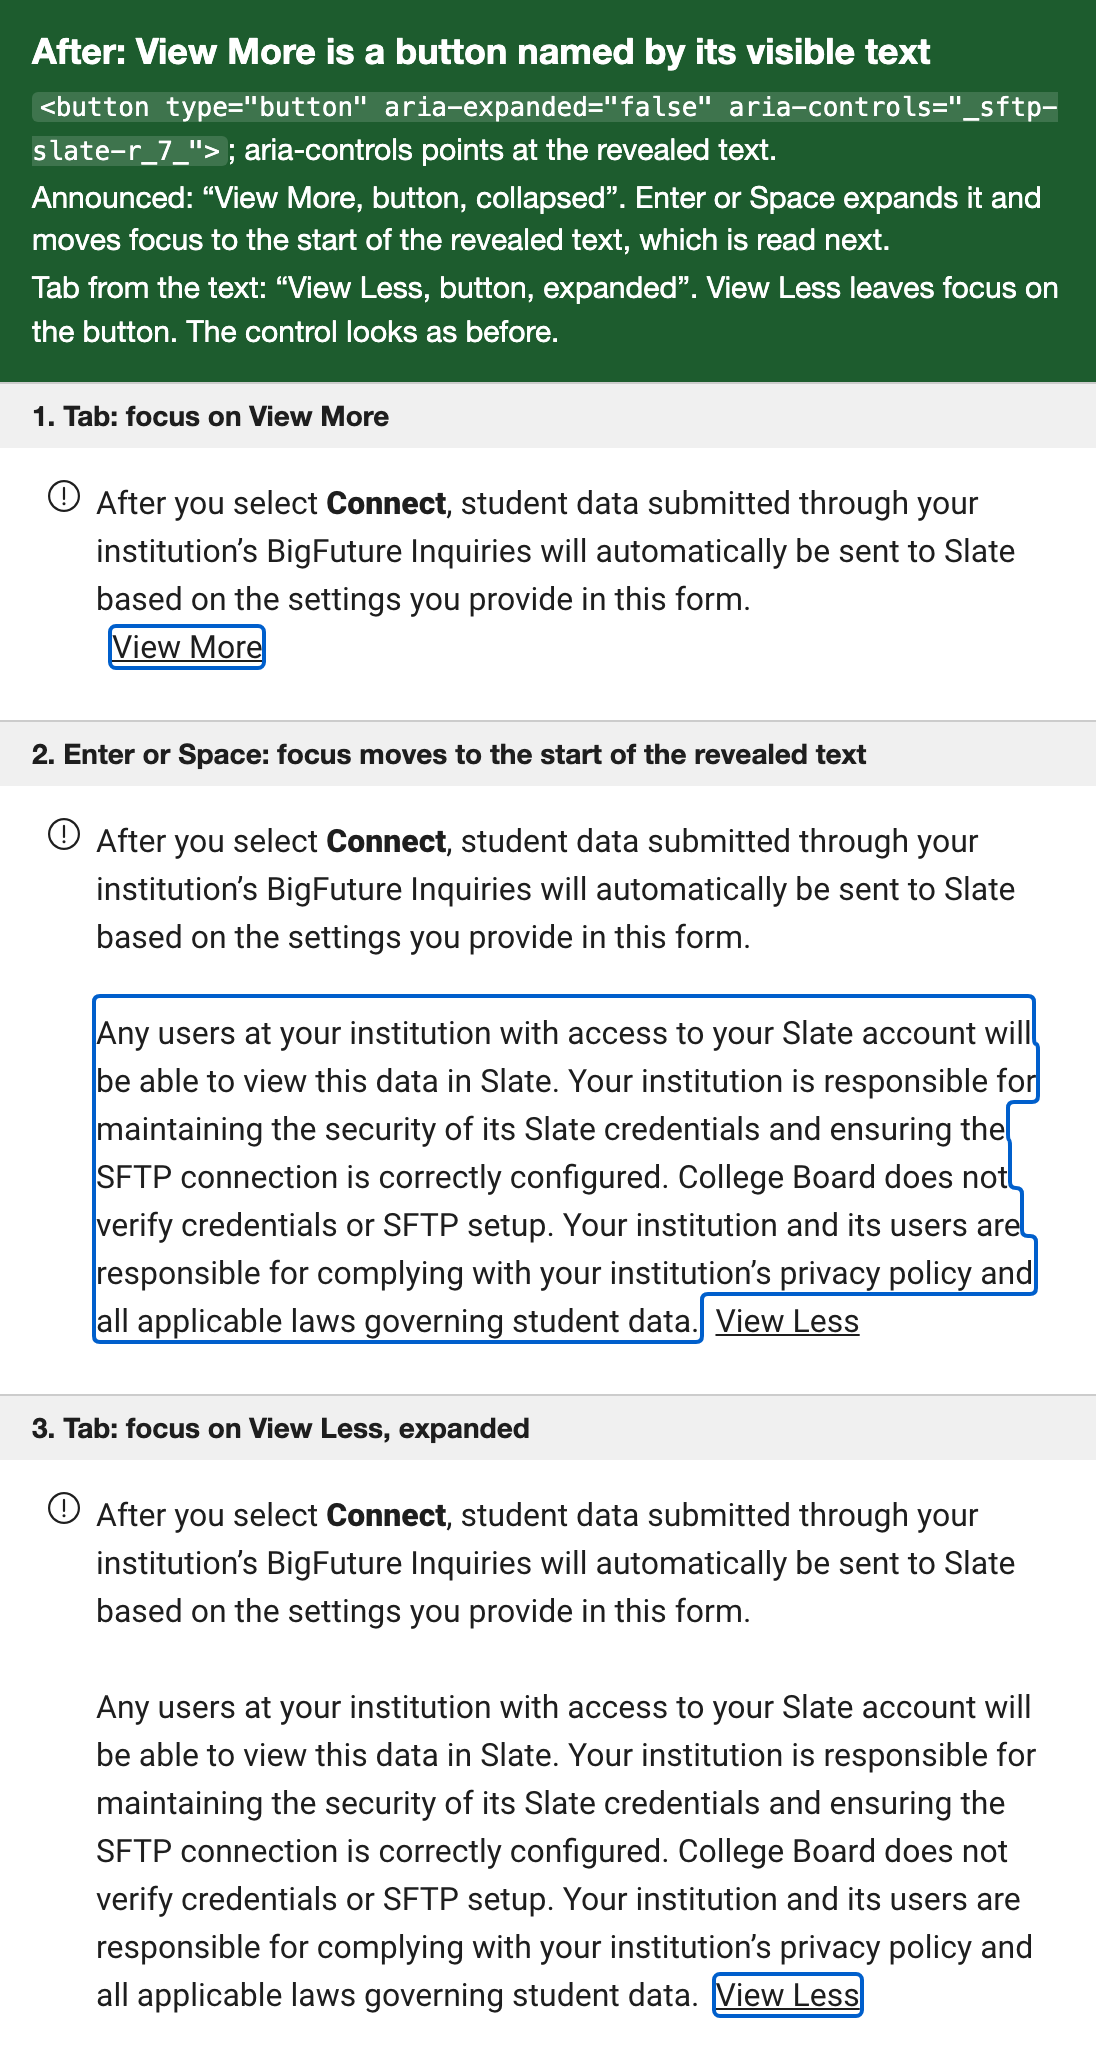 After: View More is a button named by its visible text
<button type="button" aria-expanded="false" aria-controls="_sftp-
slate-r_7_">; aria-controls points at the revealed text.
Announced: “View More, button, collapsed”. Enter or Space expands it and
moves focus to the start of the revealed text, which is read next.
Tab from the text: “View Less, button, expanded”. View Less leaves focus on
the button. The control looks as before.
1. Tab: focus on View More
After you select Connect, student data submitted through your
institution’s BigFuture Inquiries will automatically be sent to Slate
based on the settings you provide in this form.
View More
2. Enter or Space: focus moves to the start of the revealed text
After you select Connect, student data submitted through your
institution’s BigFuture Inquiries will automatically be sent to Slate
based on the settings you provide in this form.
Any users at your institution with access to your Slate account will
be able to view this data in Slate. Your institution is responsible for
maintaining the security of its Slate credentials and ensuring the
SFTP connection is correctly configured. College Board does not
verify credentials or SFTP setup. Your institution and its users are
responsible for complying with your institution’s privacy policy and
all applicable laws governing student data. View Less
3. Tab: focus on View Less, expanded
After you select Connect, student data submitted through your
institution’s BigFuture Inquiries will automatically be sent to Slate
based on the settings you provide in this form.
Any users at your institution with access to your Slate account will
be able to view this data in Slate. Your institution is responsible for
maintaining the security of its Slate credentials and ensuring the
SFTP connection is correctly configured. College Board does not
verify credentials or SFTP setup. Your institution and its users are
responsible for complying with your institution’s privacy policy and
all applicable laws governing student data. View Less